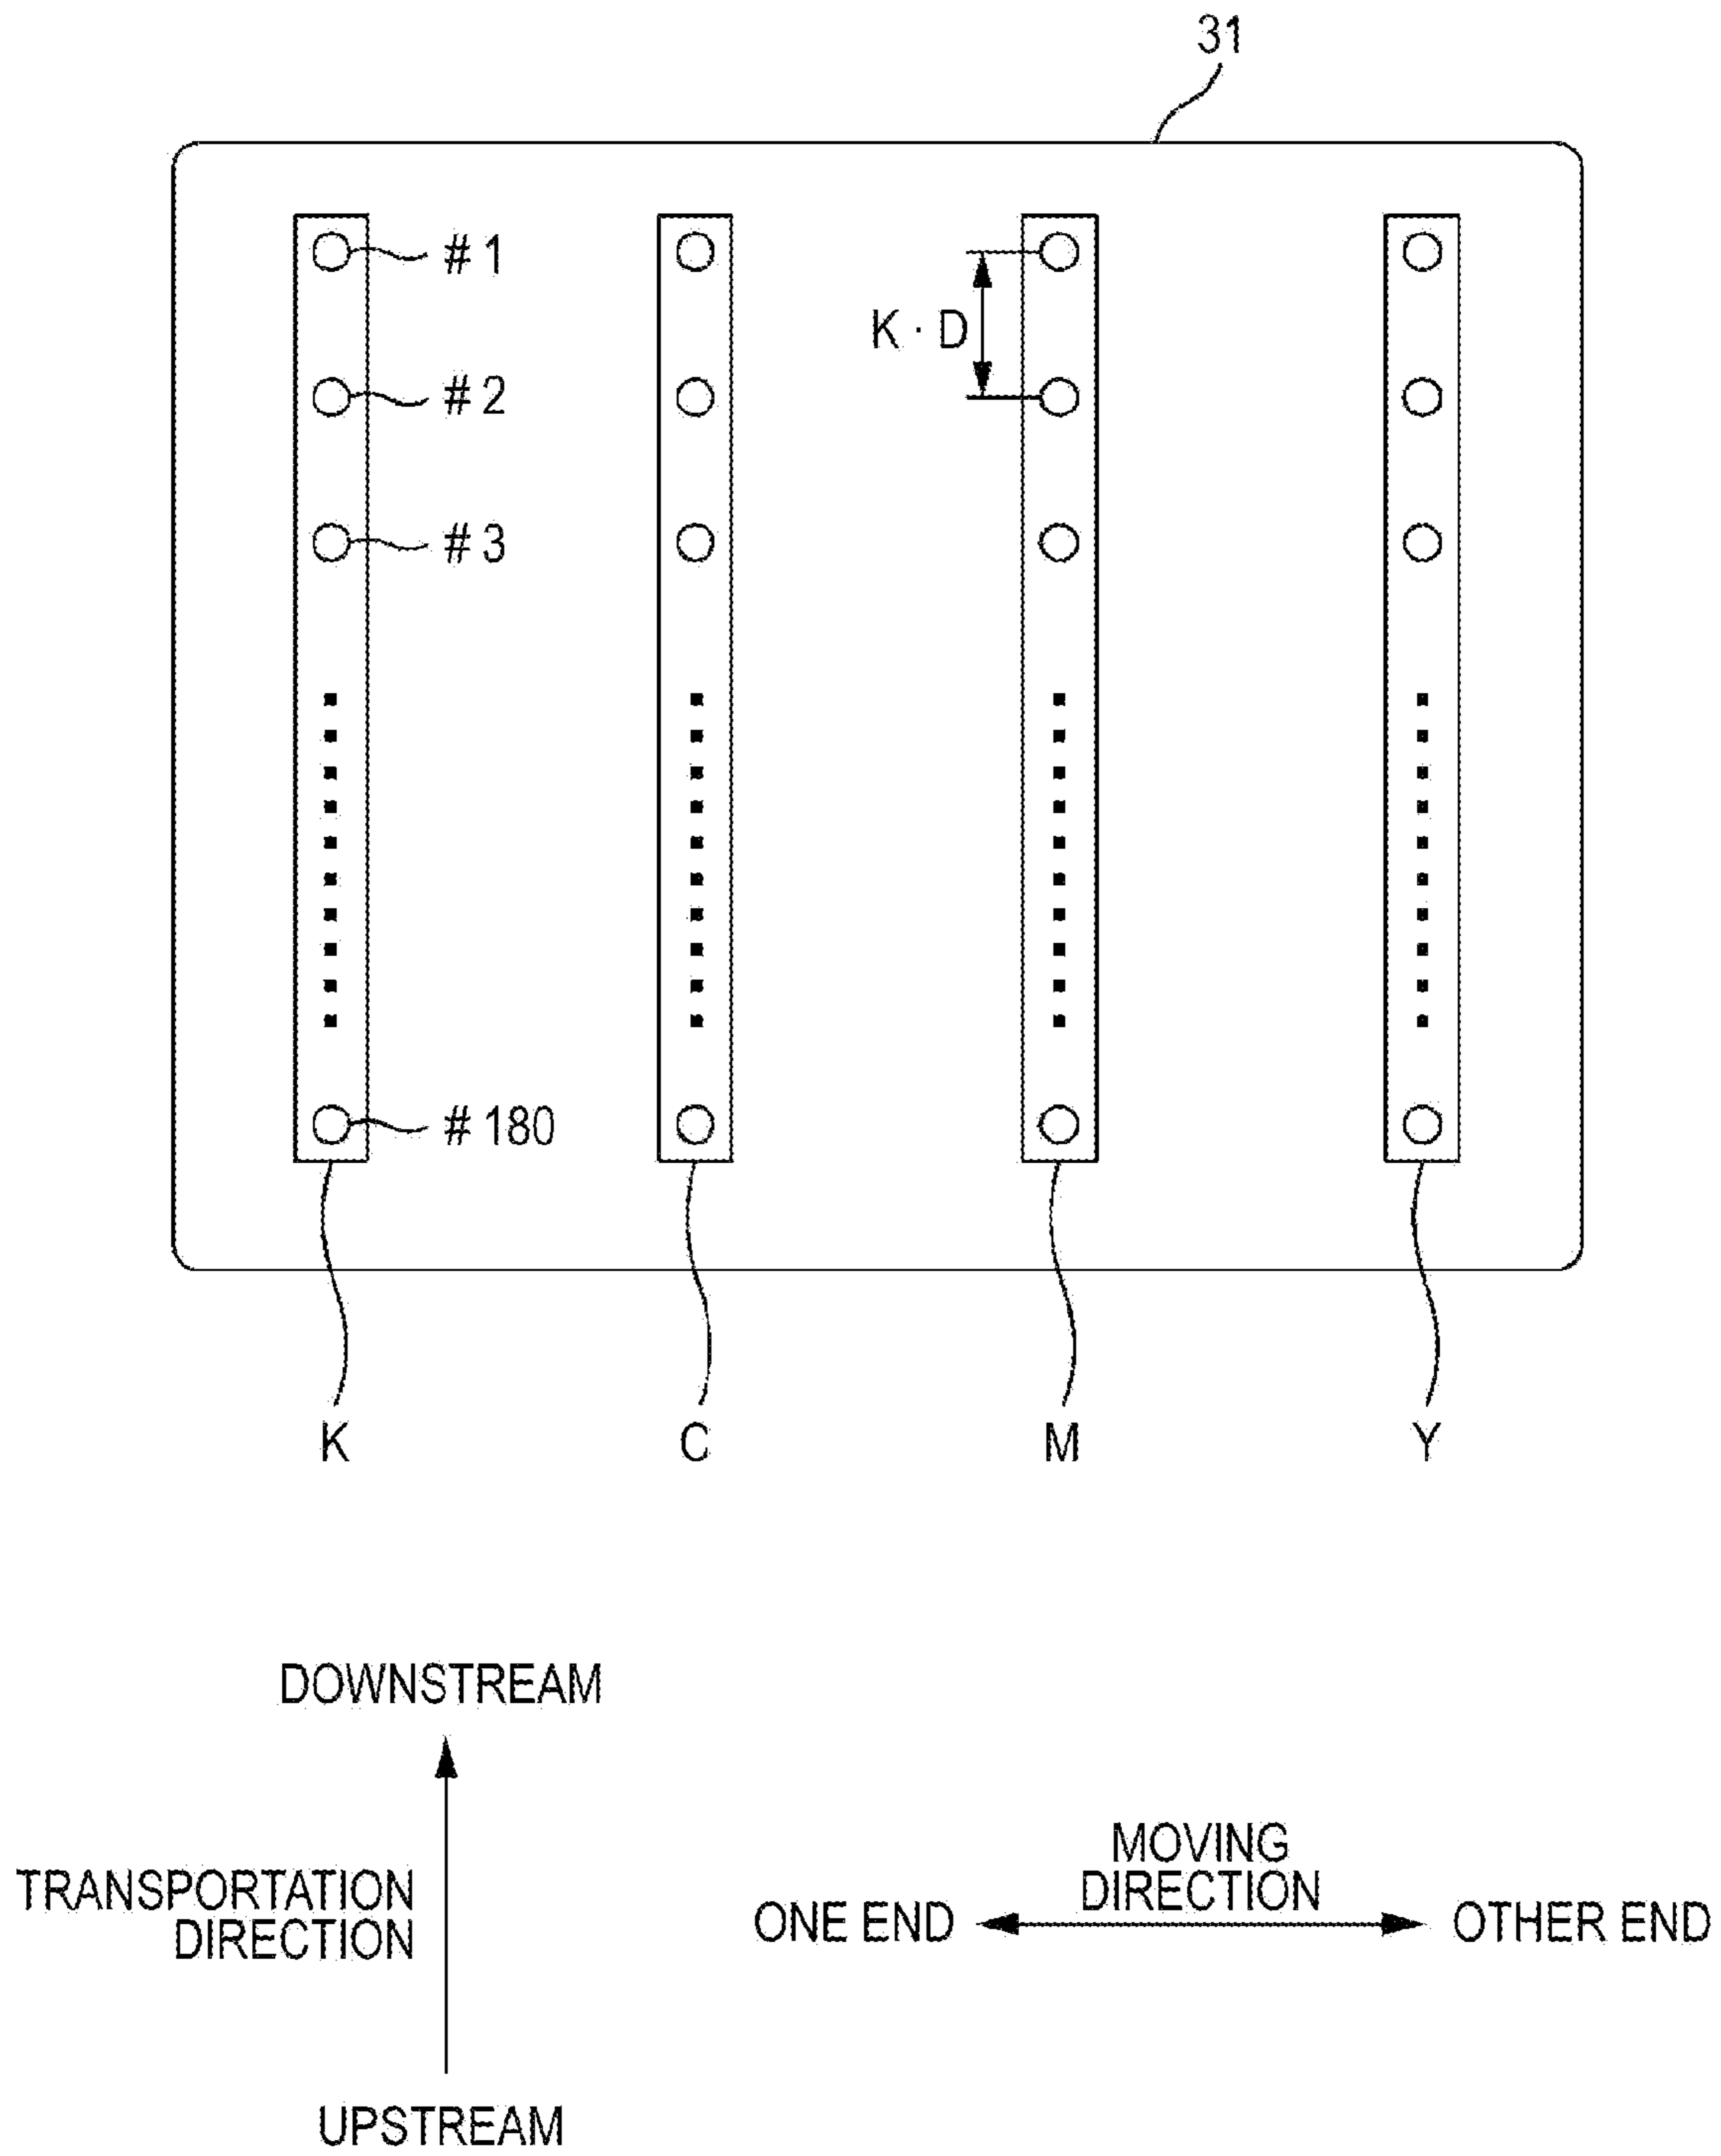 31
#1
K · D
#2
#3
#180
K
C
M
Y
DOWNSTREAM
TRANSPORTATION
DIRECTION
UPSTREAM
MOVING
DIRECTION
ONE END
OTHER END